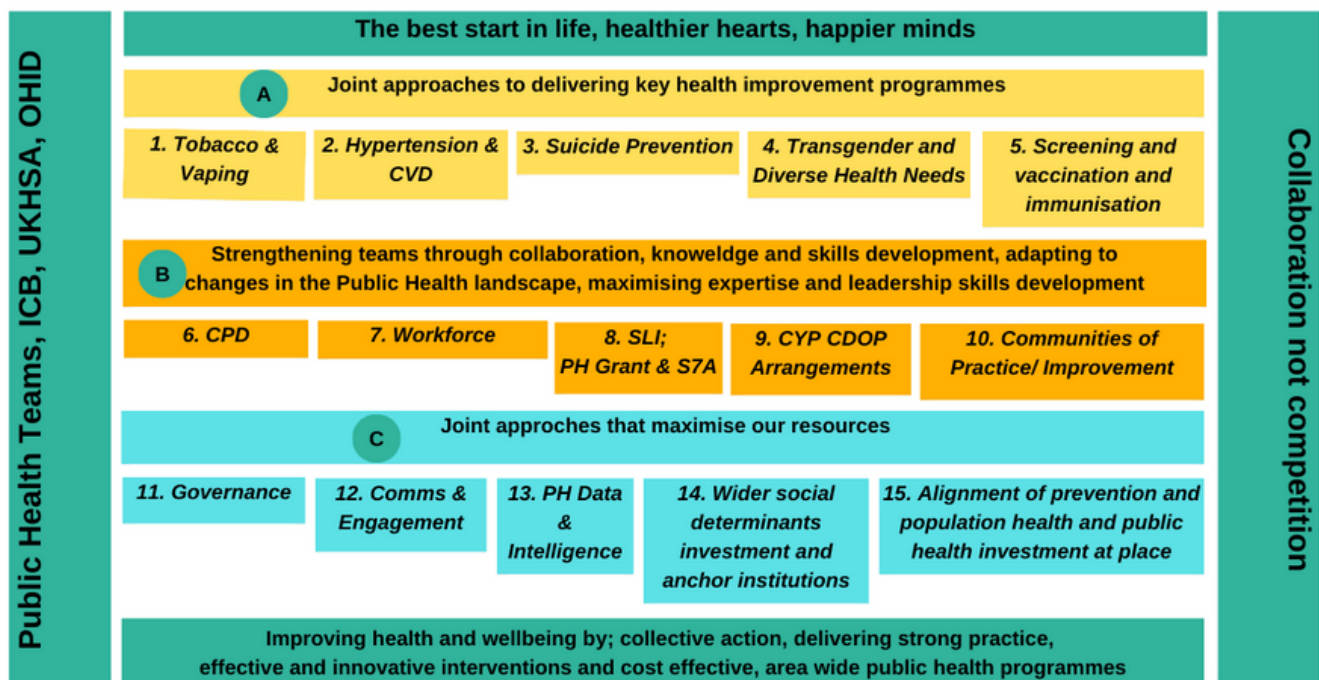 Public Health Teams, ICB, UKHSA, OHID
The best start in life, healthier hearts, happier minds
A
Joint approaches to delivering key health improvement programmes
1. Tobacco &
Vaping
2. Hypertension &
CVD
3. Suicide Prevention
4. Transgender and
Diverse Health Needs
5. Screening and
vaccination and
immunisation
B
Strengthening teams through collaboration, knoweldge and skills development, adapting to
changes in the Public Health landscape, maximising expertise and leadership skills development
6. CPD
7. Workforce
8. SLI;
PH Grant & S7A
9. CYP CDOP
Arrangements
10. Communities of
Practice/ Improvement
C
Joint approches that maximise our resources
11. Governance
12. Comms &
Engagement
13. PH Data
&
Intelligence
14. Wider social
determinants
investment and
anchor institutions
15. Alignment of prevention and
population health and public
health investment at place
Improving health and wellbeing by; collective action, delivering strong practice,
effective and innovative interventions and cost effective, area wide public health programmes
Collaboration not competition